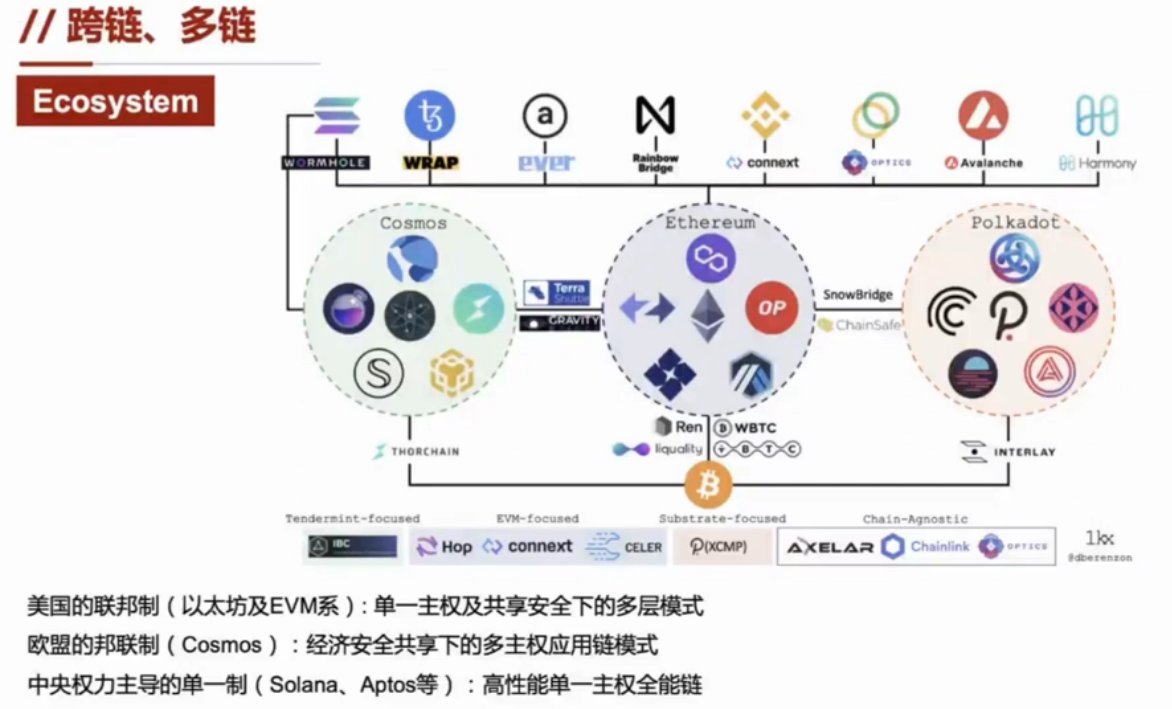 // 跨链、多链
Ecosystem
WORMHOLE
WRAP
ever
Rainbow Bridge
connext
OPTICS
Avalanche
Harmony
Cosmos
Ethereum
Polkadot
Terra Shuttle
GRAVITY
OP
SnowBridge
ChainSafe
Ren
WBTC
liquality
BTC
THORCHAIN
INTERLAY
Tendermint-focused
EVM-focused
Substrate-focused
Chain-Agnostic
IBC
Hop
connext
CELER
(XCMP)
AXELAR
Chainlink
OPTICS
1kx
@dberenzon
美国的联邦制（以太坊及EVM系）: 单一主权及共享安全下的多层模式
欧盟的邦联制（Cosmos）: 经济安全共享下的多主权应用链模式
中央权力主导的单一制（Solana、Aptos等）: 高性能单一主权全能链